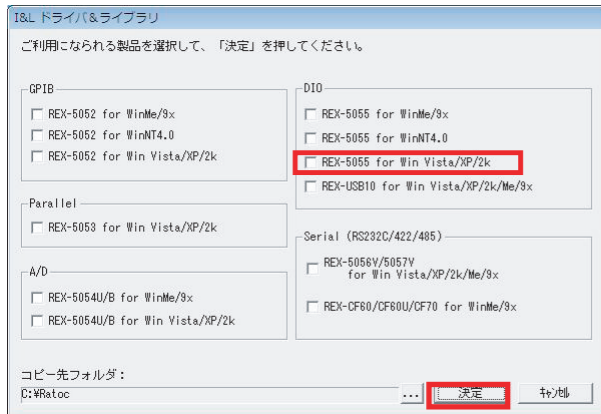 I&L ドライバ&ライブラリ
ご利用になられる製品を選択して、「決定」を押してください。
GPIB
REX-5052 for WinMe/9x
REX-5052 for WinNT4.0
REX-5052 for Win Vista/XP/2k
Parallel
REX-5053 for Win Vista/XP/2k
A/D
REX-5054U/B for WinMe/9x
REX-5054U/B for Win Vista/XP/2k
DIO
REX-5055 for WinMe/9x
REX-5055 for WinNT4.0
REX-5055 for Win Vista/XP/2k
REX-USB10 for Win Vista/XP/2k/Me/9x
Serial (RS232C/422/485)
REX-5056V/5057V
for Win Vista/XP/2k/Me/9x
REX-CF60/CF60U/CF70 for WinMe/9x
コピー先フォルダ:
C:¥Ratoc
... 決定 ｷｬﾝｾﾙ